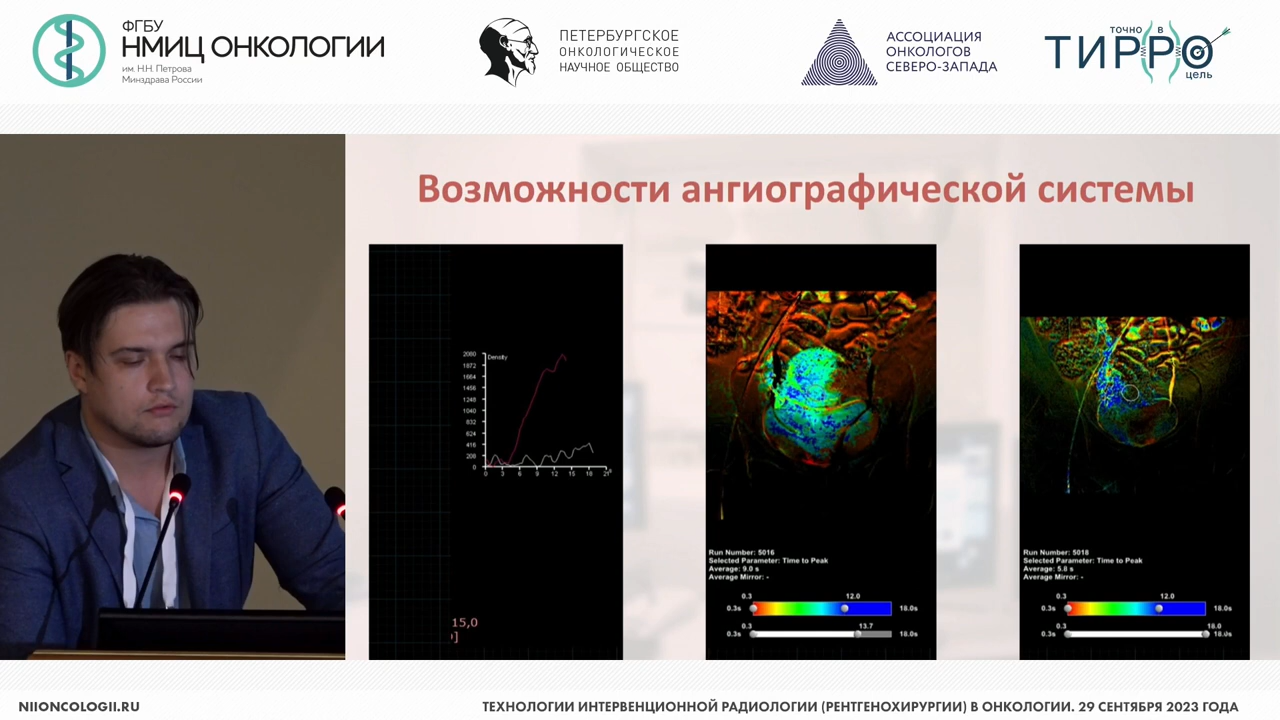 ФГБУ
НМИЦ ОНКОЛОГИИ
им. Н.Н. Петрова
Минздрава России
ПЕТЕРБУРГСКОЕ
ОНКОЛОГИЧЕСКОЕ
НАУЧНОЕ ОБЩЕСТВО
АССОЦИАЦИЯ
ОНКОЛОГОВ
СЕВЕРО-ЗАПАДА
точно в
ТИРРО
цель
Возможности ангиографической системы
Density
2080
1872
1664
1456
1248
1040
832
624
416
208
0
0 3 6 9 12 15 18 21
15,0
]
Run Number: 5016
Selected Parameter: Time to Peak
Average: 9.0 s
Average Mirror: -
0.3 12.0
0.3s 18.0s
0.3 13.7
0.3s 18.0s
Run Number: 5018
Selected Parameter: Time to Peak
Average: 5.8 s
Average Mirror: -
0.3 12.0
0.3s 18.0s
0.3 18.0
0.3s 18.0s
NIIONCOLOGII.RU
ТЕХНОЛОГИИ ИНТЕРВЕНЦИОННОЙ РАДИОЛОГИИ (РЕНТГЕНОХИРУРГИИ) В ОНКОЛОГИИ. 29 СЕНТЯБРЯ 2023 ГОДА